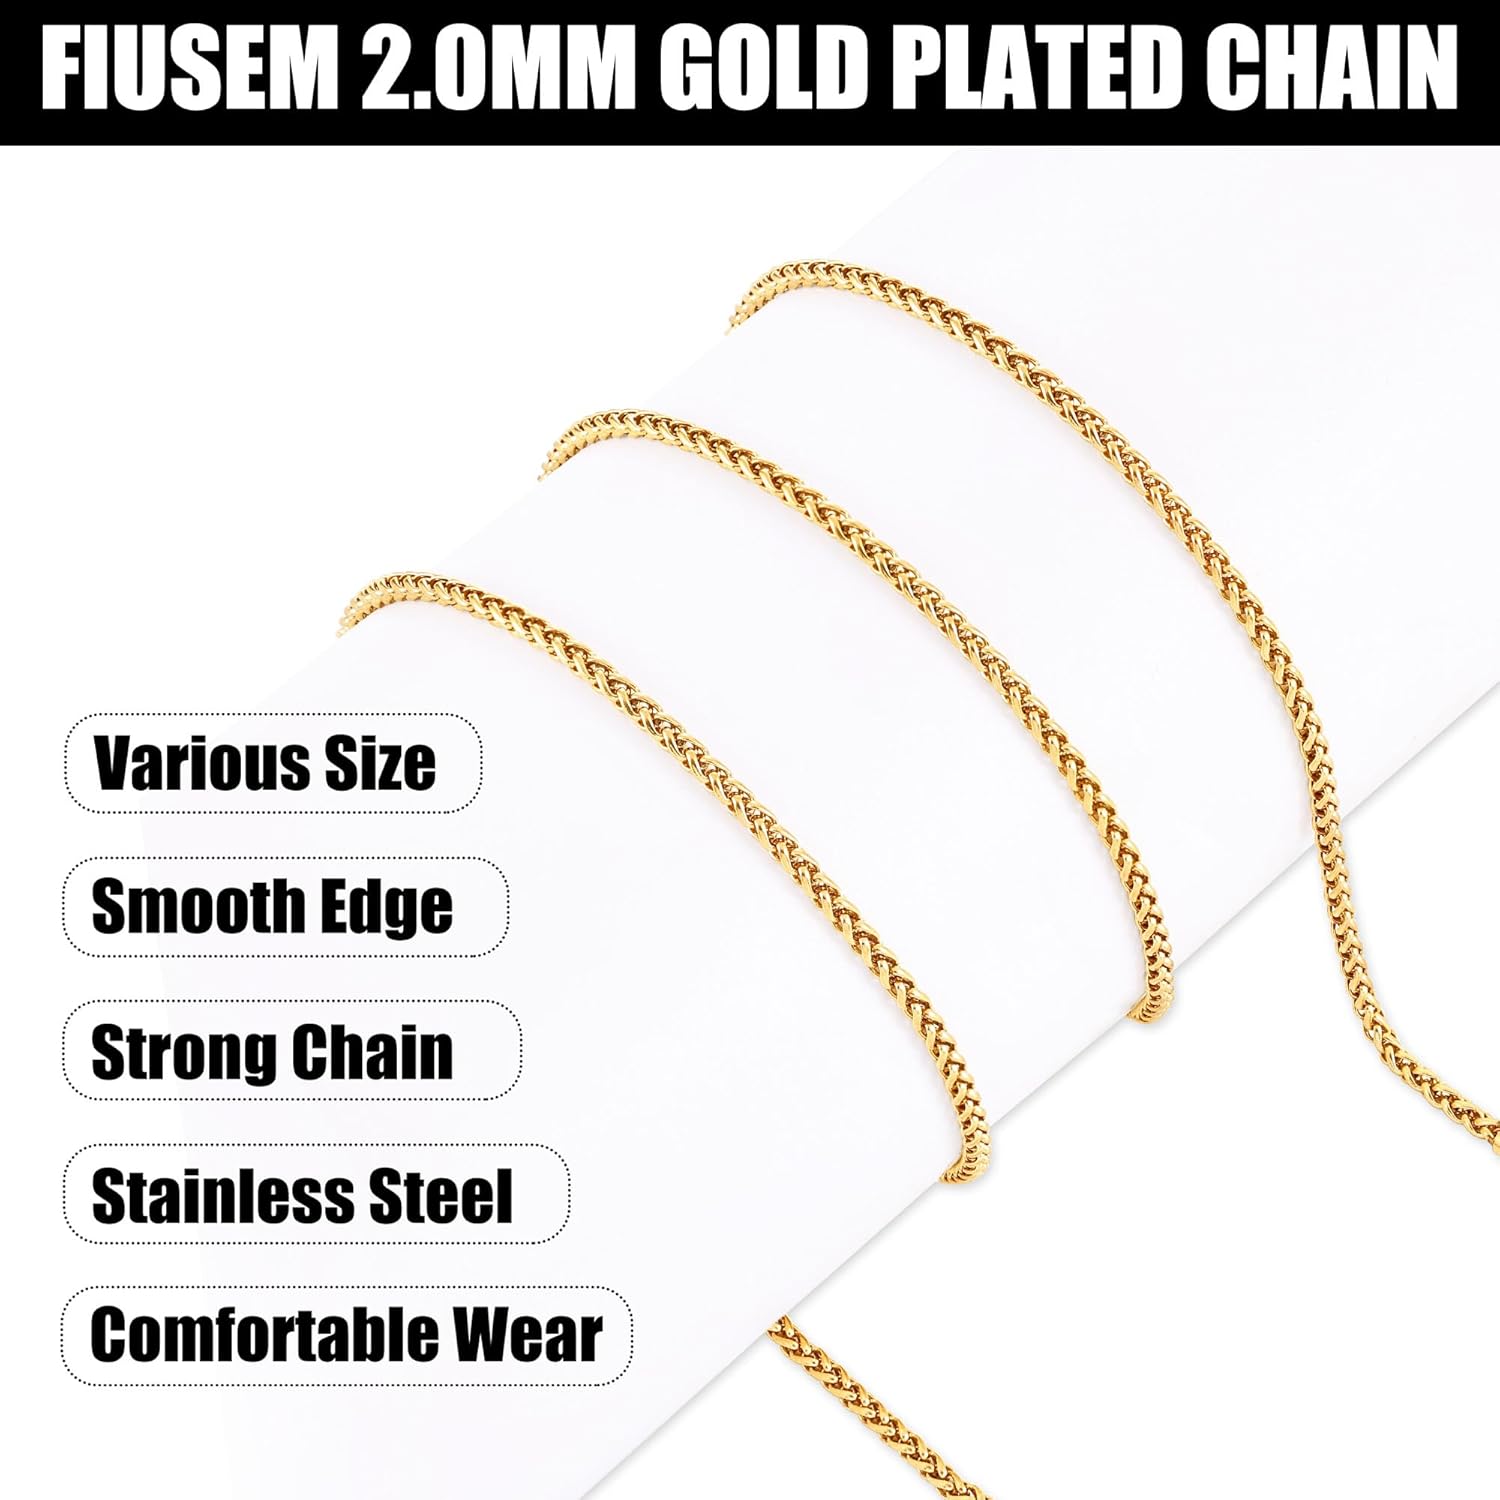 FIUSEM 2.0MM GOLD PLATED CHAIN
Various Size
Smooth Edge
Strong Chain
Stainless Steel
Comfortable Wear